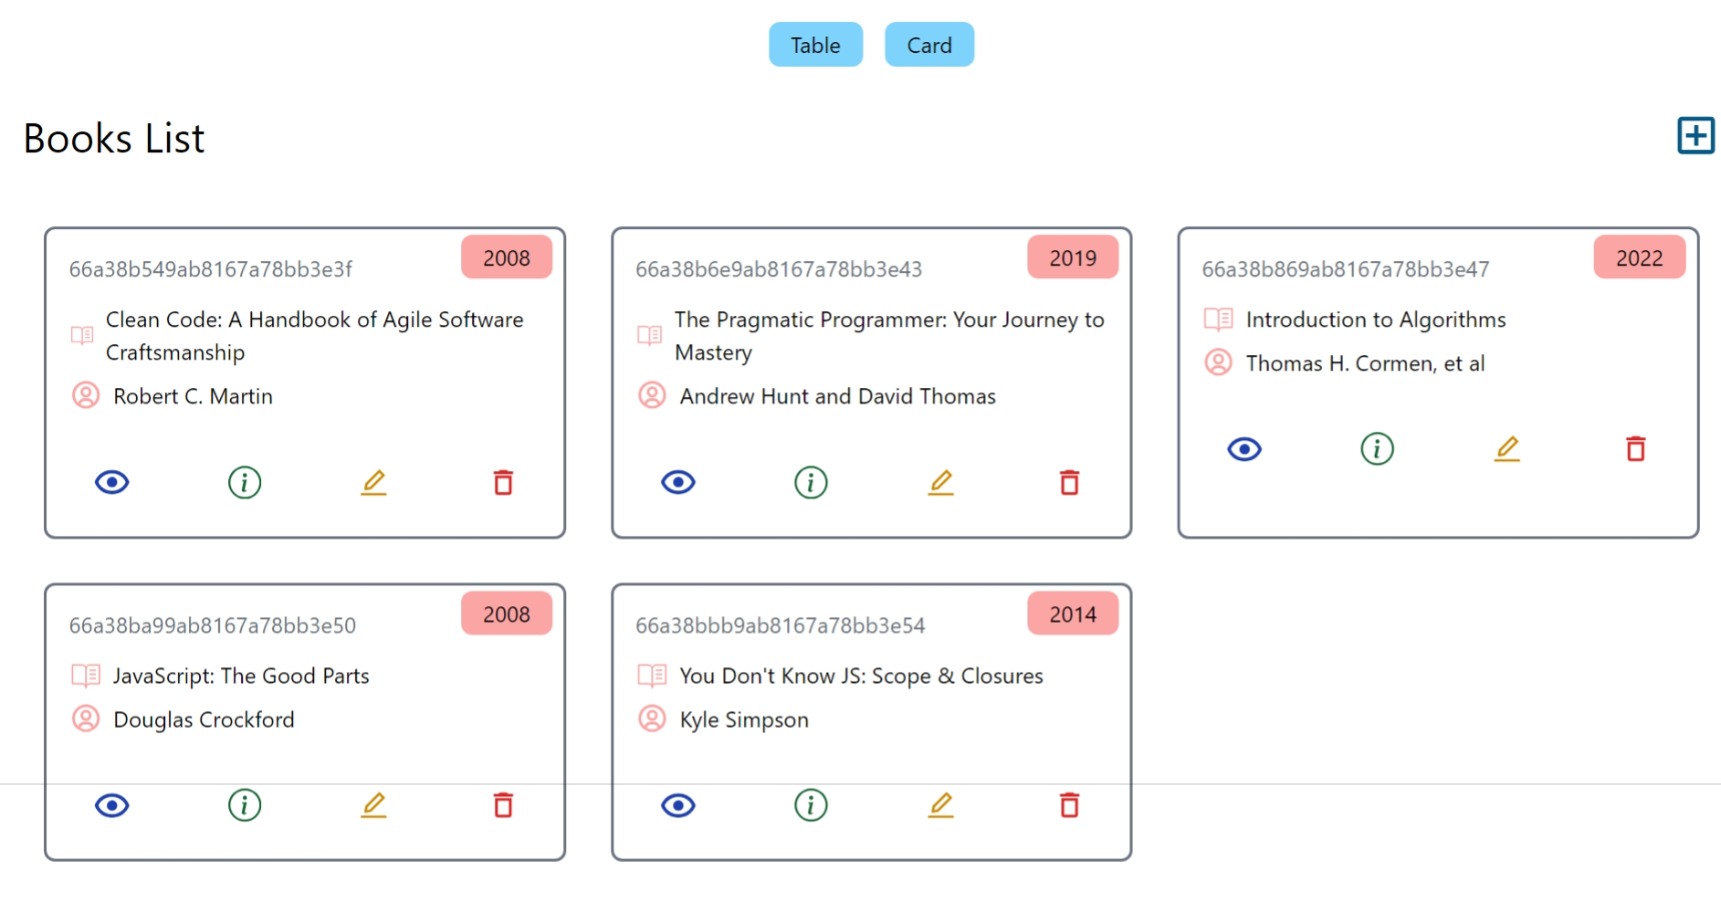 Table
Card
Books List
66a38b549ab8167a78bb3e3f
2008
Clean Code: A Handbook of Agile Software
Craftsmanship
Robert C. Martin
66a38b6e9ab8167a78bb3e43
2019
The Pragmatic Programmer: Your Journey to
Mastery
Andrew Hunt and David Thomas
66a38b869ab8167a78bb3e47
2022
Introduction to Algorithms
Thomas H. Cormen, et al
66a38ba99ab8167a78bb3e50
2008
JavaScript: The Good Parts
Douglas Crockford
66a38bbb9ab8167a78bb3e54
2014
You Don't Know JS: Scope & Closures
Kyle Simpson